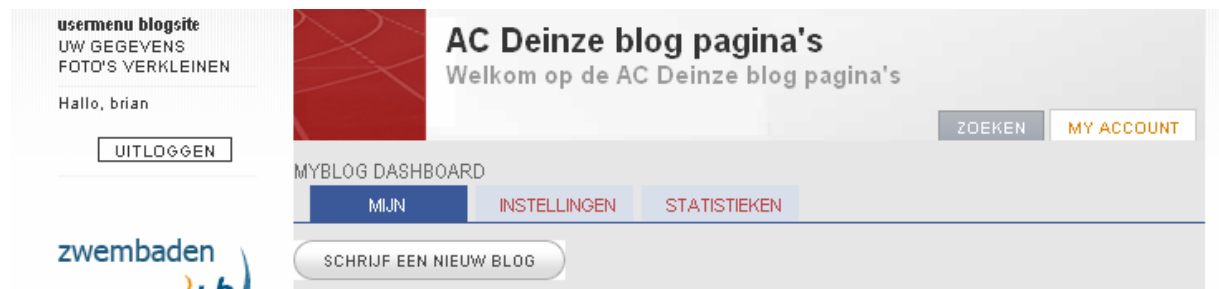 usermenu blogsite
UW GEGEVENS
FOTO'S VERKLEINEN
Hallo, brian
UITLOGGEN
zwembaden
AC Deinze blog pagina's
Welkom op de AC Deinze blog pagina's
ZOEKEN MY ACCOUNT
MYBLOG DASHBOARD
MIJN INSTELLINGEN STATISTIEKEN
SCHRIJF EEN NIEUW BLOG